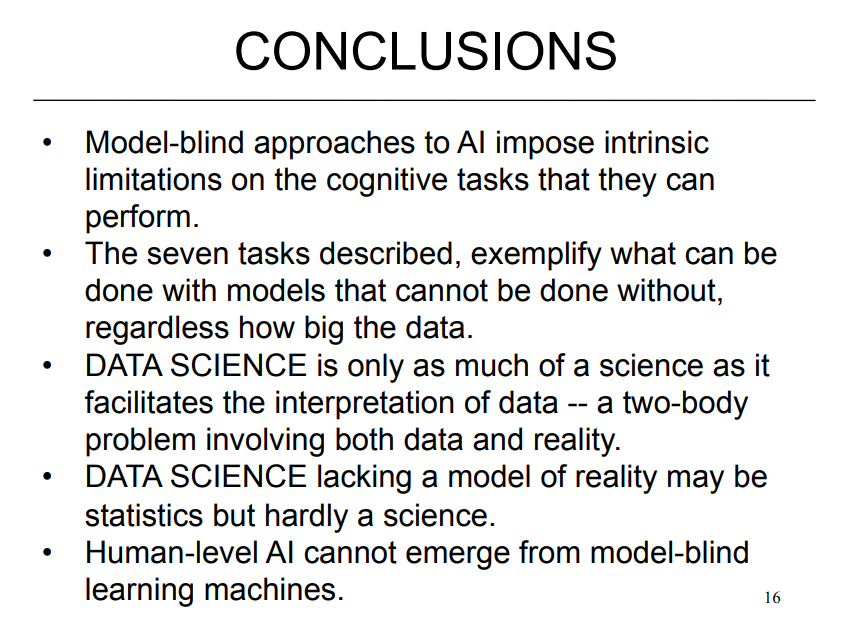 CONCLUSIONS
• Model-blind approaches to AI impose intrinsic
limitations on the cognitive tasks that they can
perform.
• The seven tasks described, exemplify what can be
done with models that cannot be done without,
regardless how big the data.
• DATA SCIENCE is only as much of a science as it
facilitates the interpretation of data -- a two-body
problem involving both data and reality.
• DATA SCIENCE lacking a model of reality may be
statistics but hardly a science.
• Human-level AI cannot emerge from model-blind
learning machines.
16